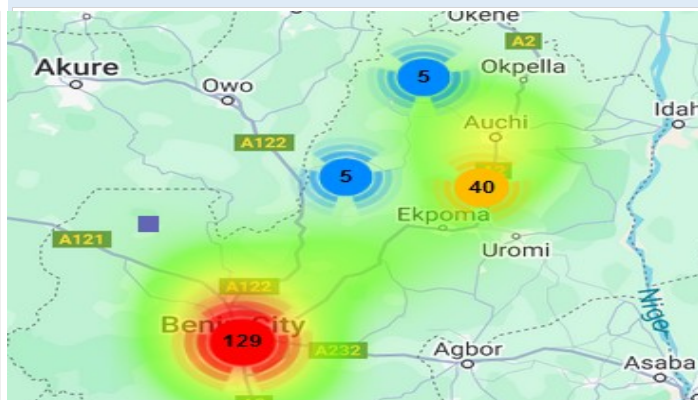 Okene
A2
Akure
5
Okpella
Owo
Idah
Auchi
A122
5
40
Ekpoma
A121
Uromi
A122
Niger
Benin City
129
A232
Agbor
Asaba